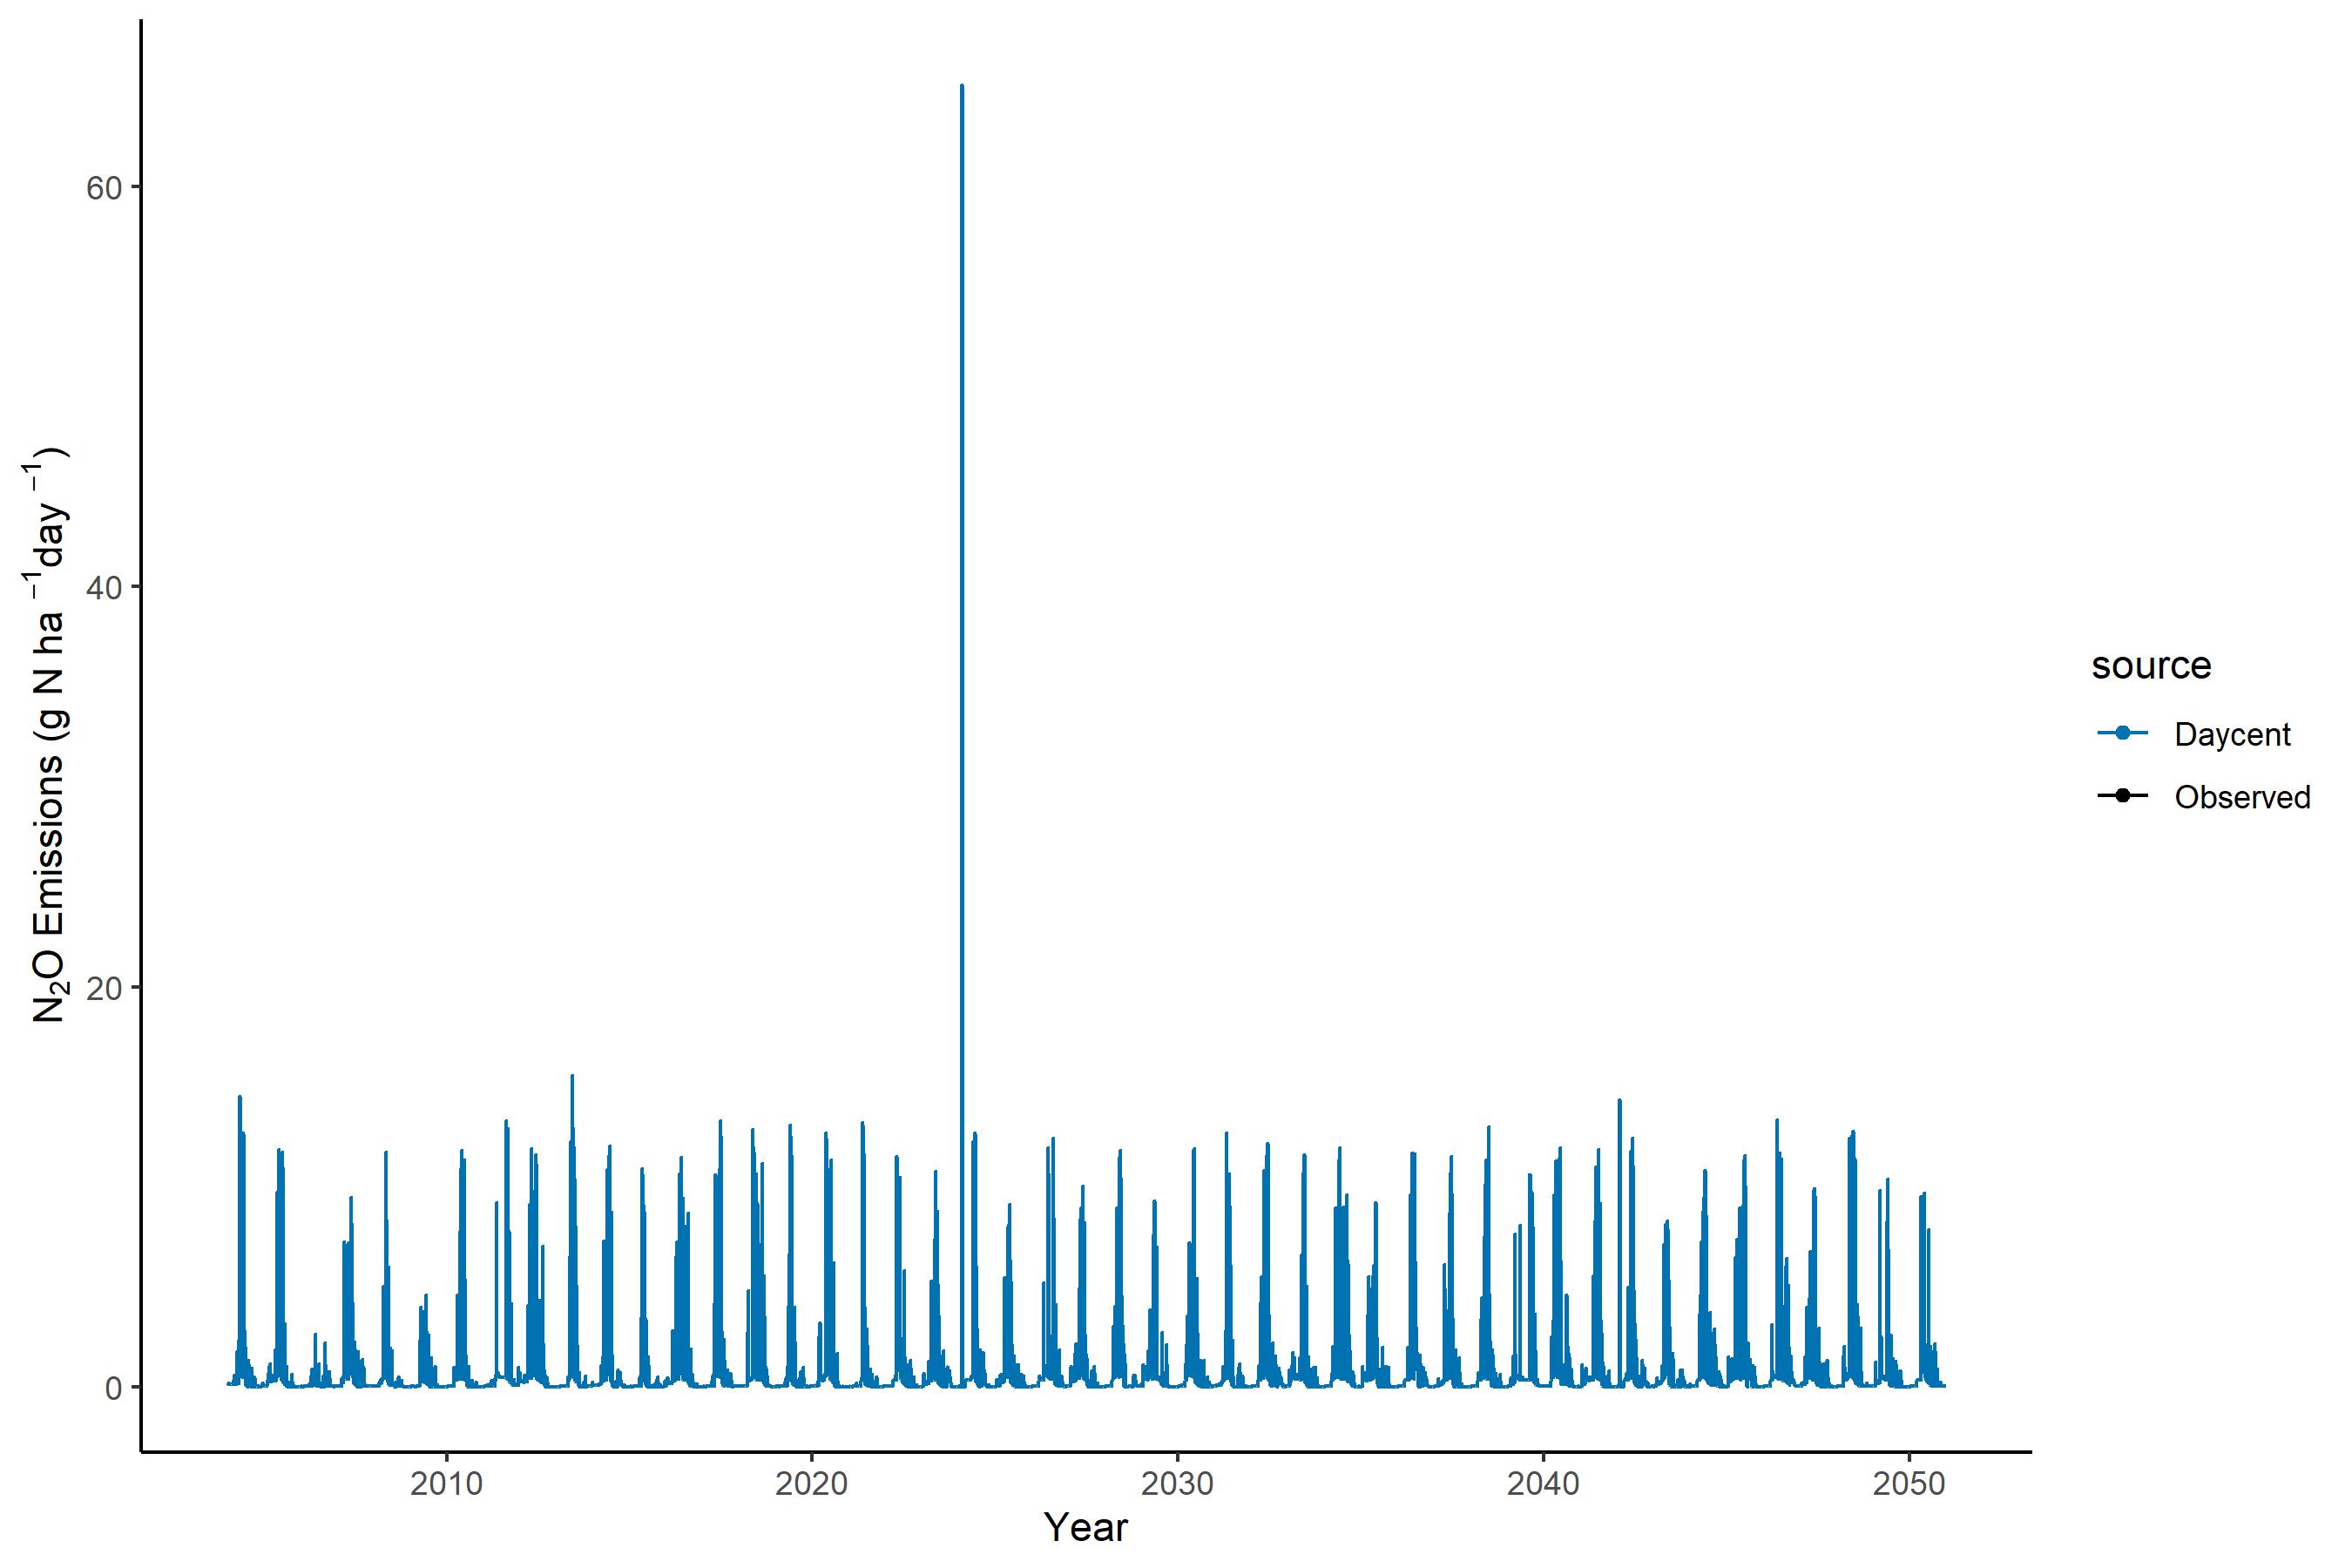 N₂O Emissions (g N ha ⁻¹day ⁻¹)
60
40
20
0
2010 2020 2030 2040 2050
Year
source
Daycent
Observed